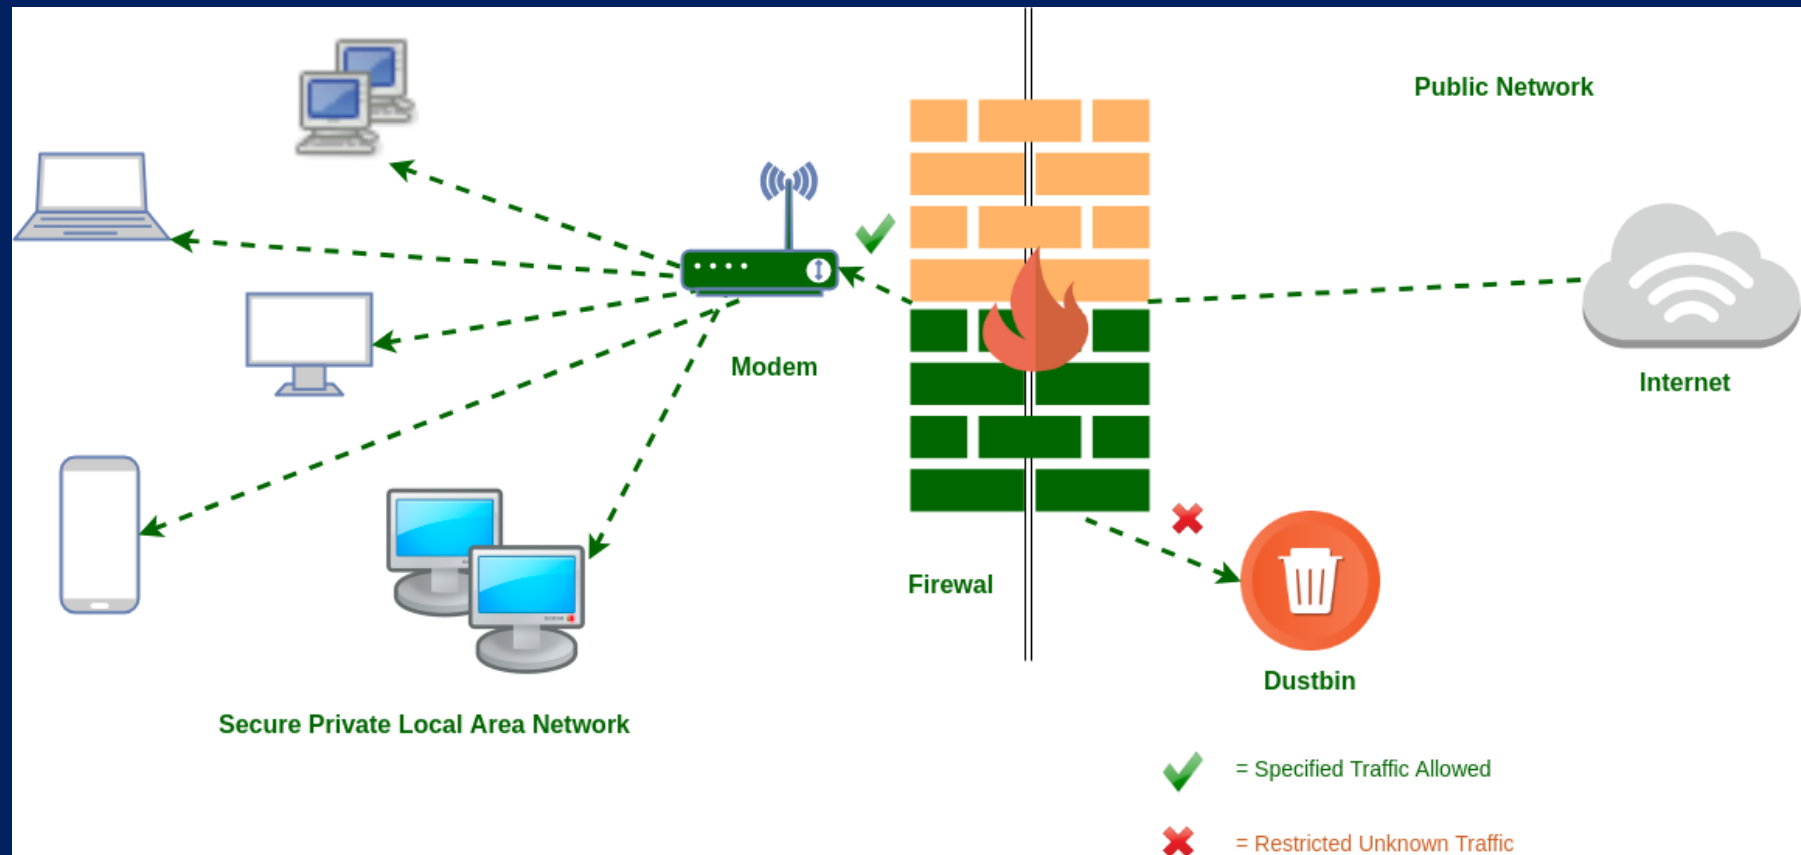 Public Network
Modem
Internet
Firewal
Dustbin
Secure Private Local Area Network
= Specified Traffic Allowed
= Restricted Unknown Traffic